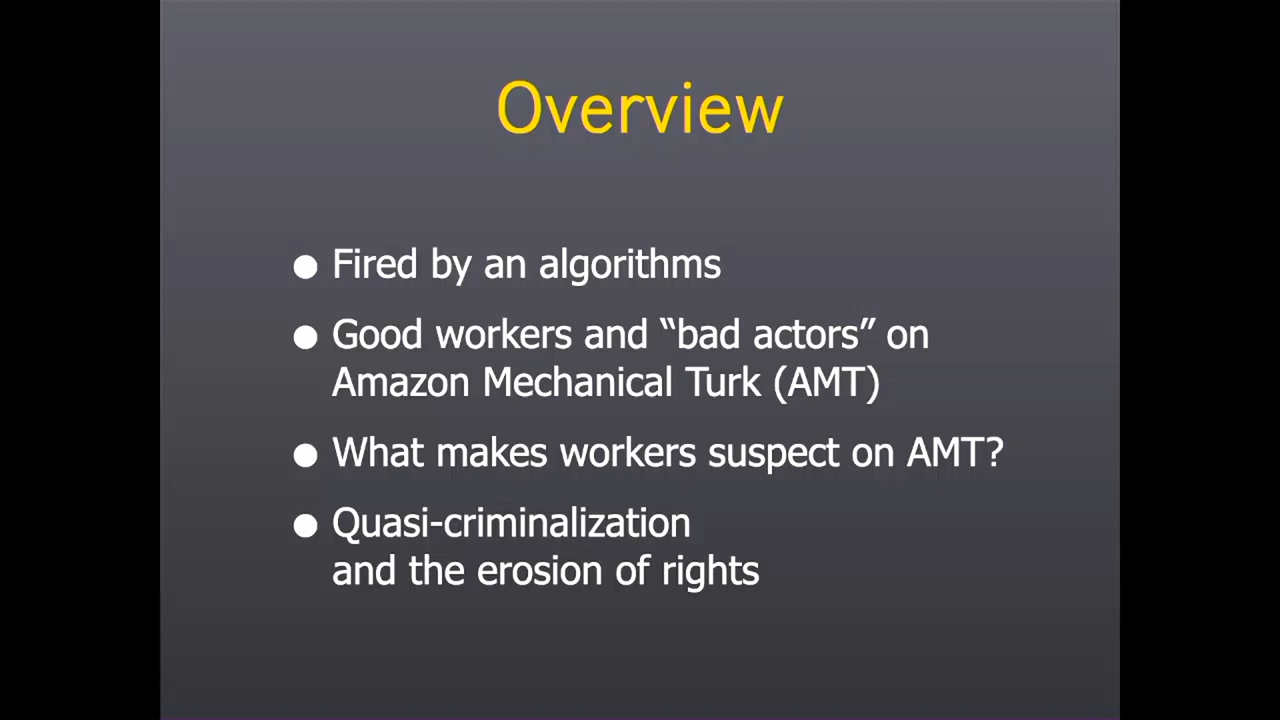 Overview
● Fired by an algorithms
● Good workers and “bad actors” on
Amazon Mechanical Turk (AMT)
● What makes workers suspect on AMT?
● Quasi-criminalization
and the erosion of rights